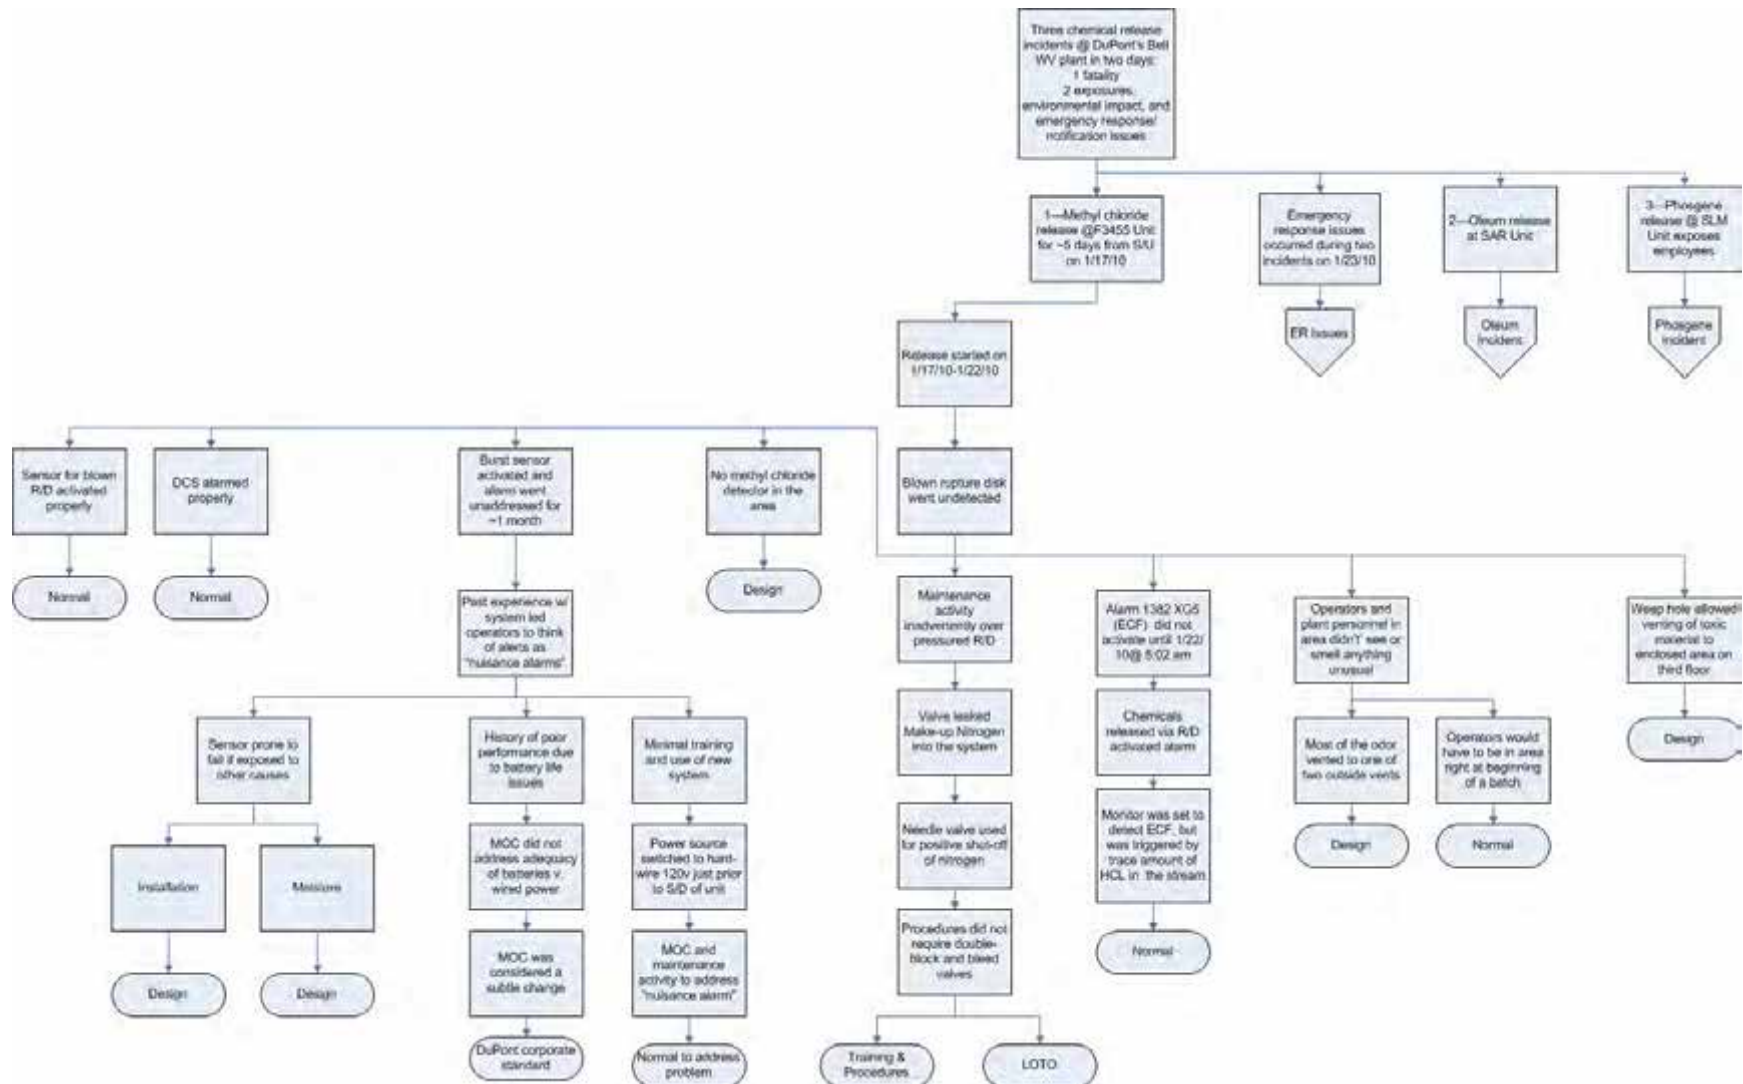 Three chemical release
incidents @ DuPont's Bell
WV plant in two days:
1 fatality
2 exposures,
environmental impact, and
emergency response/
notification issues
1—Methyl chloride
release @F3455 Unit
for ~5 days from S/U
on 1/17/10
Emergency
response issues
occurred during two
incidents on 1/23/10
2—Oleum release
at SAR Unit
3—Phosgene
release @ SLM
Unit exposes
employees
ER Issues
Oleum
Incident
Phosgene
Incident
Release started on
1/17/10-1/22/10
Sensor for blown
R/D activated
properly
DCS alarmed
properly
Burst sensor
activated and
alarm went
unaddressed for
~1 month
No methyl chloride
detector in the
area
Blown rupture disk
went undetected
Normal
Normal
Design
Past experience w/
system led
operators to think
of alerts as
"nuisance alarms"
Maintenance
activity
inadvertently over
pressured R/D
Alarm 1382 XG5
(ECF) did not
activate until 1/22/
10@ 5:02 am
Operators and
plant personnel in
area didn't' see or
smell anything
unusual
Weep hole allowed
venting of toxic
material to
enclosed area on
third floor
Sensor prone to
fail if exposed to
other causes
History of poor
performance due
to battery life
issues
Minimal training
and use of new
system
Valve leaked
Make-up Nitrogen
into the system
Chemicals
released via R/D
activated alarm
Most of the odor
vented to one of
two outside vents
Operators would
have to be in area
right at beginning
of a batch
Design
Installation
Moisture
MOC did not
address adequacy
of batteries v.
wired power
Power source
switched to hard-
wire 120v just prior
to S/D of unit
Needle valve used
for positive shut-off
of nitrogen
Monitor was set to
detect ECF, but
was triggered by
trace amount of
HCL in the stream
Design
Normal
Design
Design
MOC was
considered a
subtle change
MOC and
maintenance
activity to address
"nuisance alarm"
Procedures did not
require double-
block and bleed
valves
Normal
DuPont corporate
standard
Normal to address
problem
Training &
Procedures
LOTO